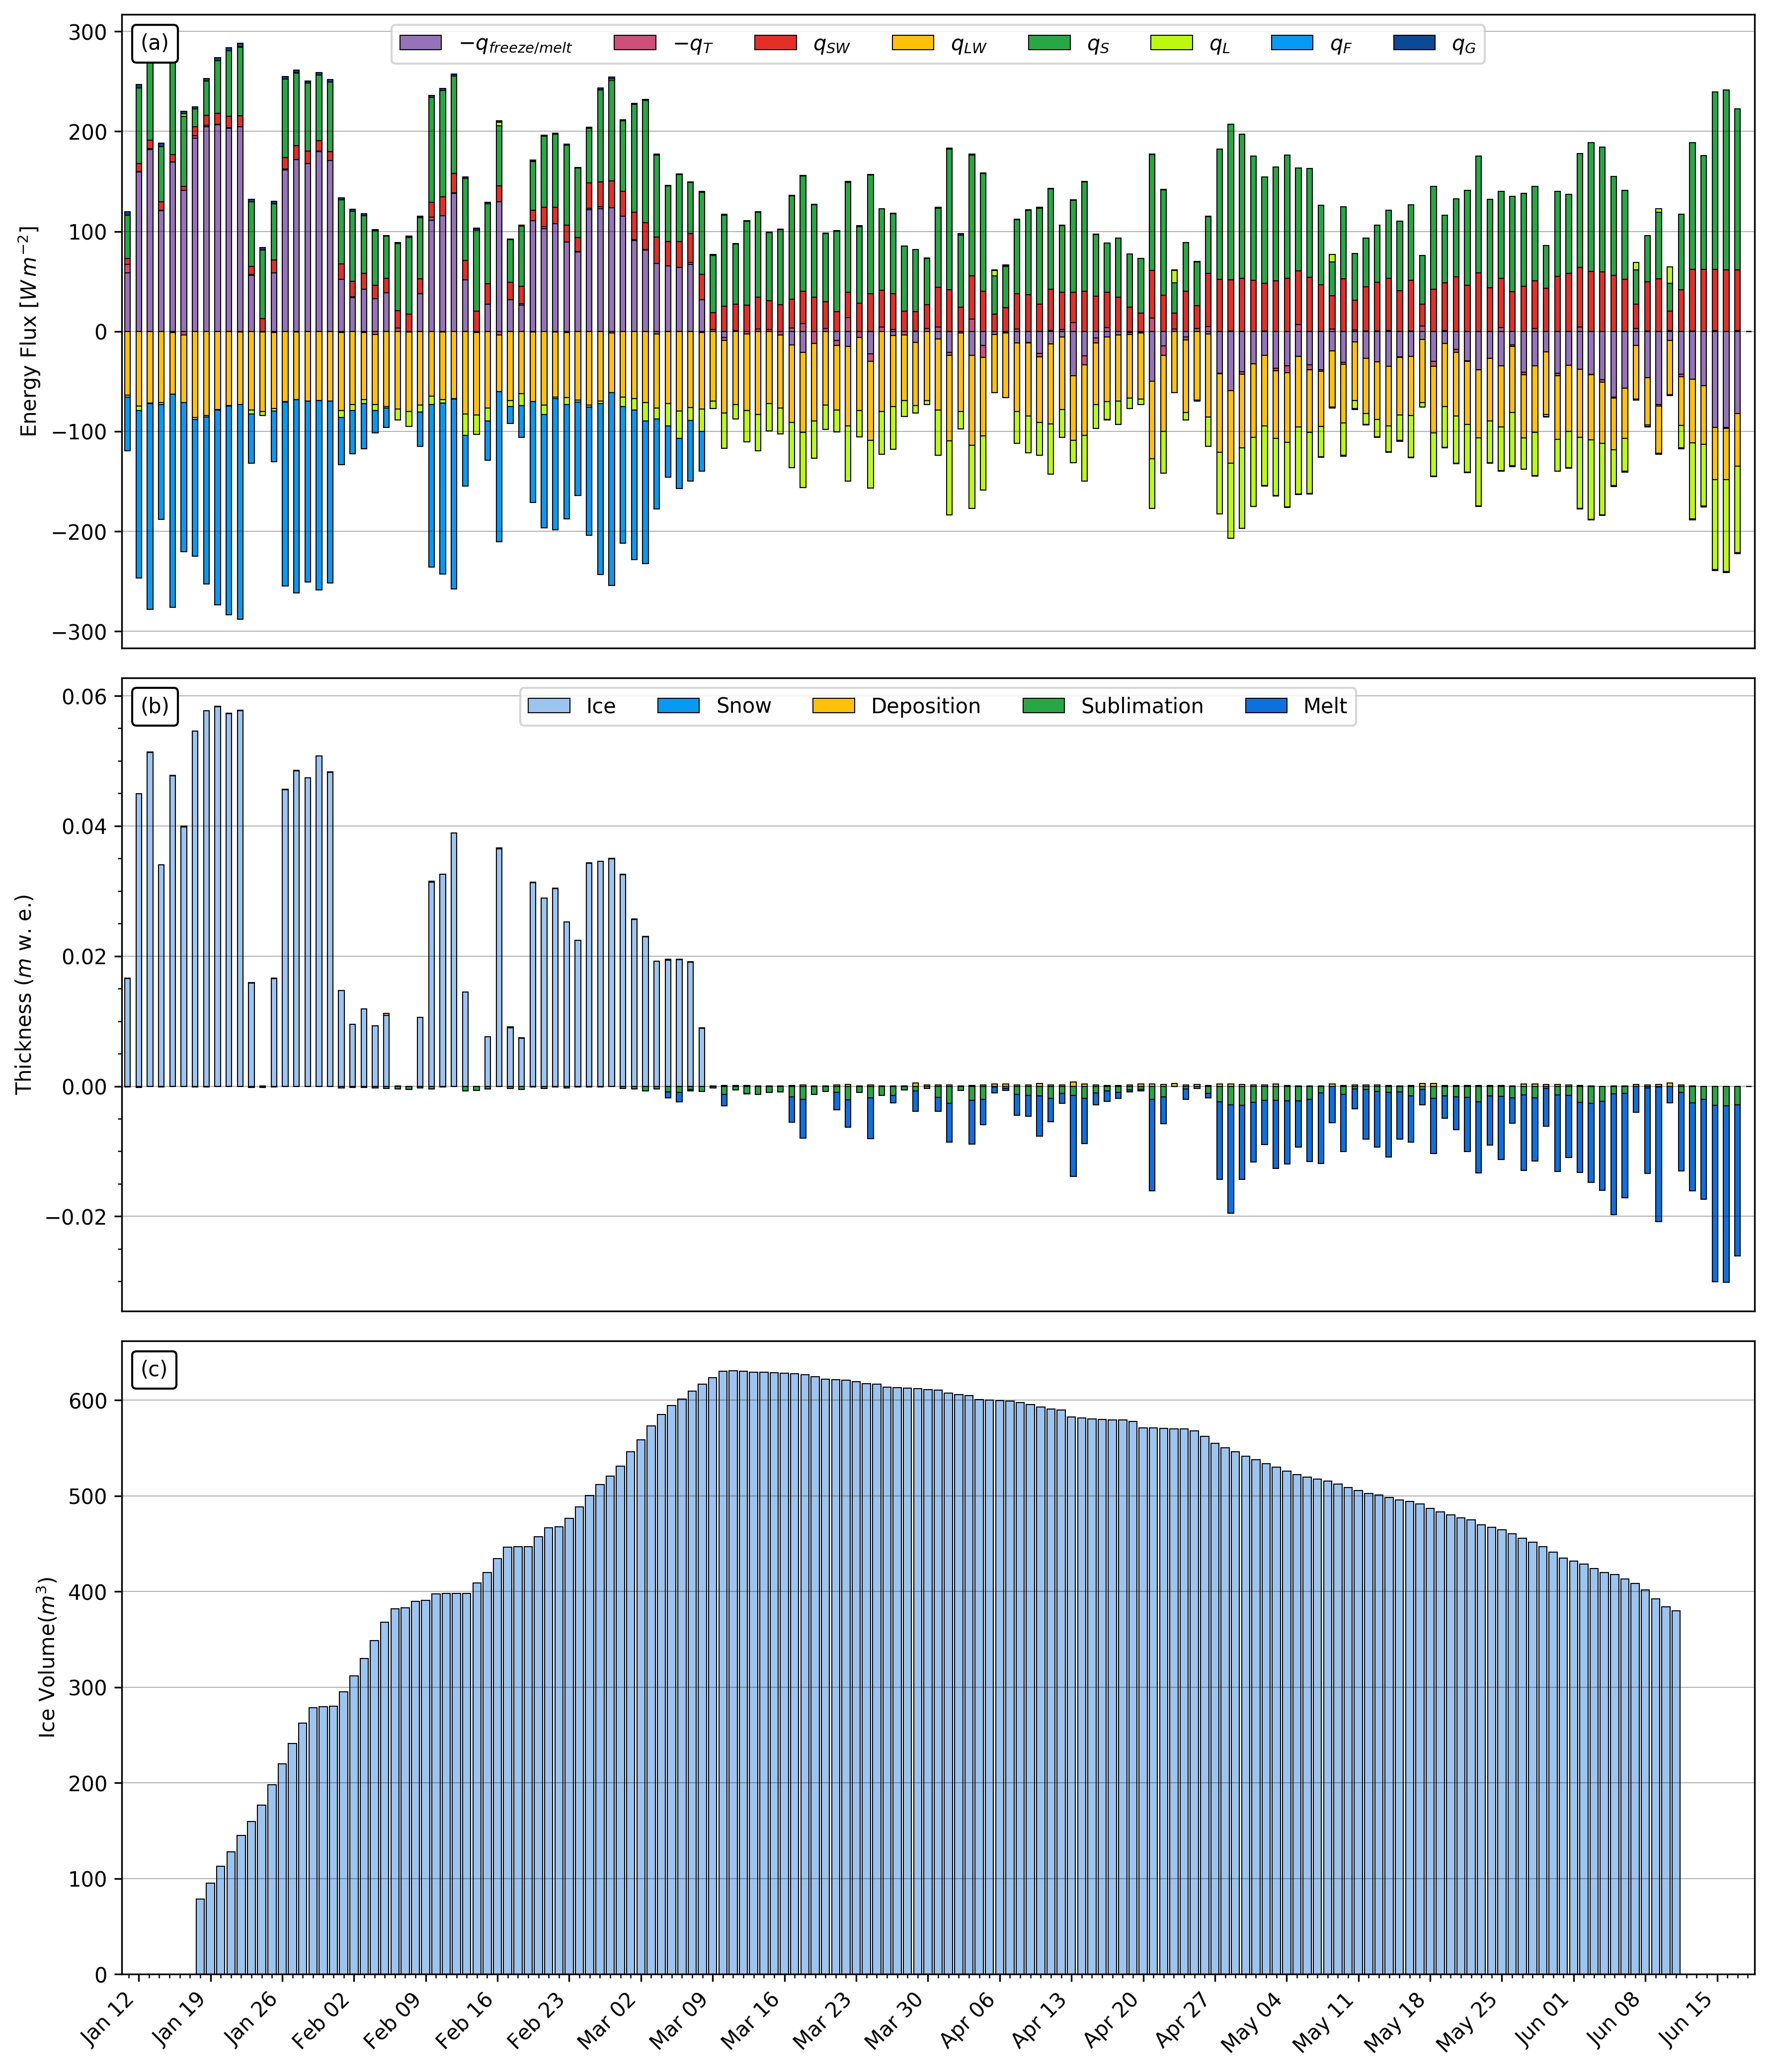 (a)
−q_freeze/melt −q_T q_SW q_LW q_S q_L q_F q_G
Energy Flux [W m⁻²]
300
200
100
0
−100
−200
−300
(b)
Ice Snow Deposition Sublimation Melt
Thickness (m w. e.)
0.06
0.04
0.02
0.00
−0.02
(c)
Ice Volume(m³)
600
500
400
300
200
100
0
Jan 12 Jan 19 Jan 26 Feb 02 Feb 09 Feb 16 Feb 23 Mar 02 Mar 09 Mar 16 Mar 23 Mar 30 Apr 06 Apr 13 Apr 20 Apr 27 May 04 May 11 May 18 May 25 Jun 01 Jun 08 Jun 15